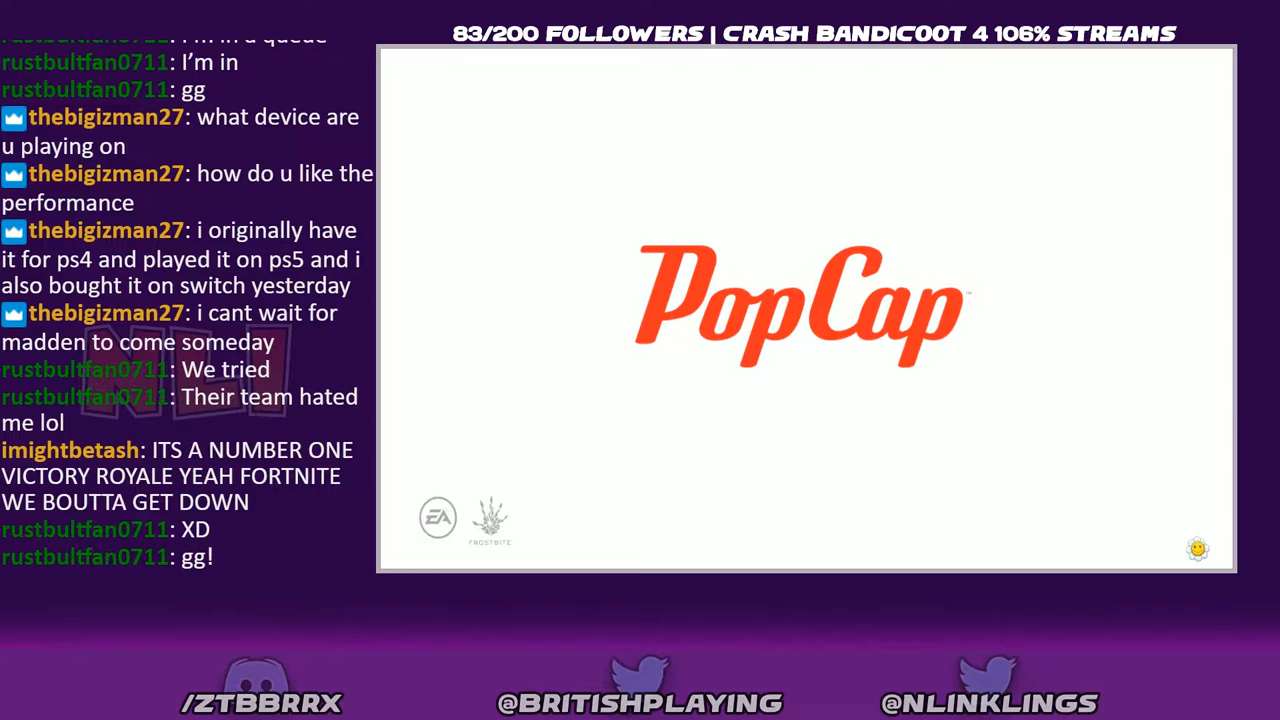 83/200 FOLLOWERS | CRASH BANDICOOT 4 106% STREAMS
rustbultfan0711: I’m in
rustbultfan0711: gg
thebigizman27: what device are
u playing on
thebigizman27: how do u like the
performance
thebigizman27: i originally have
it for ps4 and played it on ps5 and i
also bought it on switch yesterday
thebigizman27: i cant wait for
madden to come someday
rustbultfan0711: We tried
rustbultfan0711: Their team hated
me lol
imightbetash: ITS A NUMBER ONE
VICTORY ROYALE YEAH FORTNITE
WE BOUTTA GET DOWN
rustbultfan0711: XD
rustbultfan0711: gg!
NLI
PopCap
™
EA
FROSTBITE
/ZTBBRRX
@BRITISHPLAYING
@NLINKLINGS